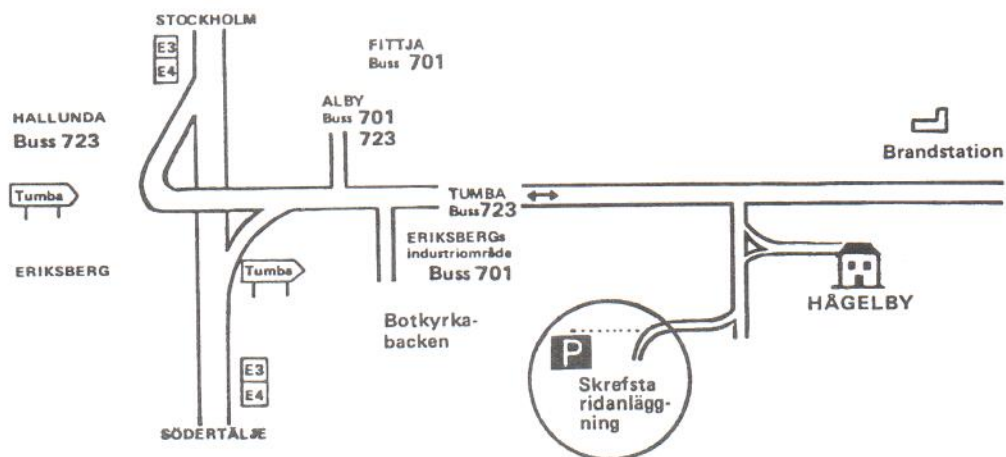 STOCKHOLM
E3
E4
FITTJA
Buss 701
HALLUNDA
Buss 723
ALBY
Buss 701
723
Brandstation
Tumba
TUMBA
Buss 723
ERIKSBERGs
industriområde
Buss 701
ERIKSBERG
Tumba
HÅGELBY
Botkyrka-
backen
P
Skrefsta
ridanlägg-
ning
E3
E4
SÖDERTÄLJE